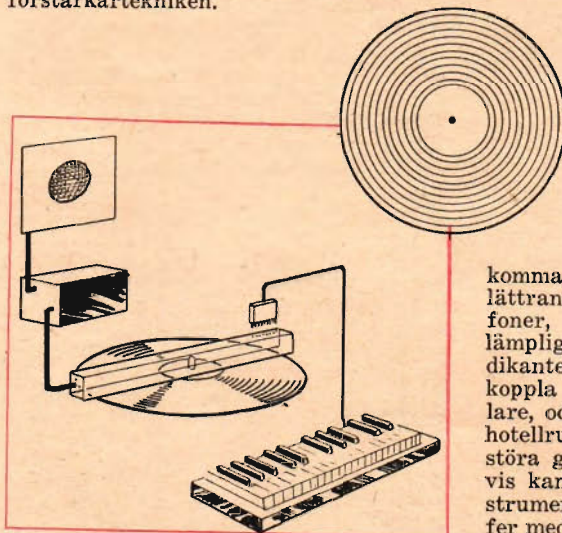 förstärkartekniken.
komma
lättran
foner,
lämplig
dikante
koppla
lare, oc
hotellru
störa g
vis kan
strumen
fer med